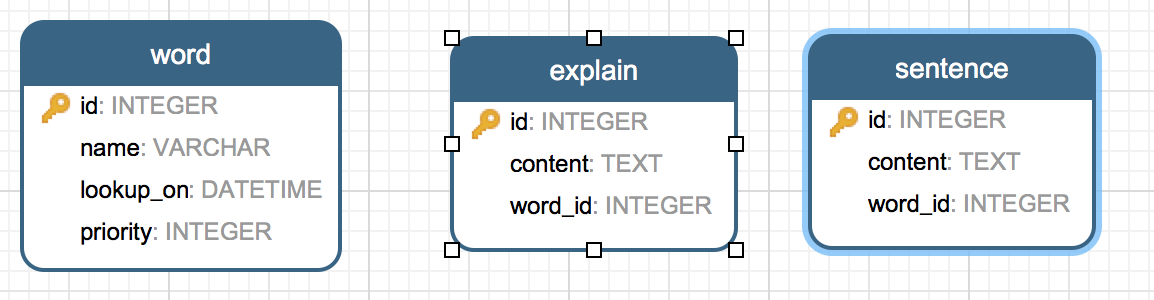 word
id: INTEGER
name: VARCHAR
lookup_on: DATETIME
priority: INTEGER
explain
id: INTEGER
content: TEXT
word_id: INTEGER
sentence
id: INTEGER
content: TEXT
word_id: INTEGER